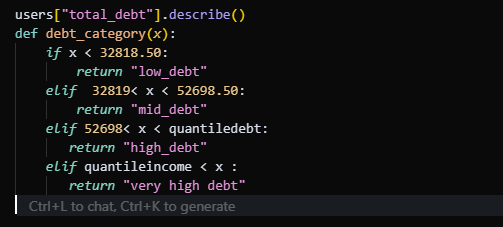 users["total_debt"].describe()
def debt_category(x):
    if x < 32818.50:
        return "low_debt"
    elif  32819< x < 52698.50:
        return "mid_debt"
    elif 52698< x < quantiledebt:
       return "high_debt"
    elif quantileincome < x :
       return "very high debt"
Ctrl+L to chat, Ctrl+K to generate